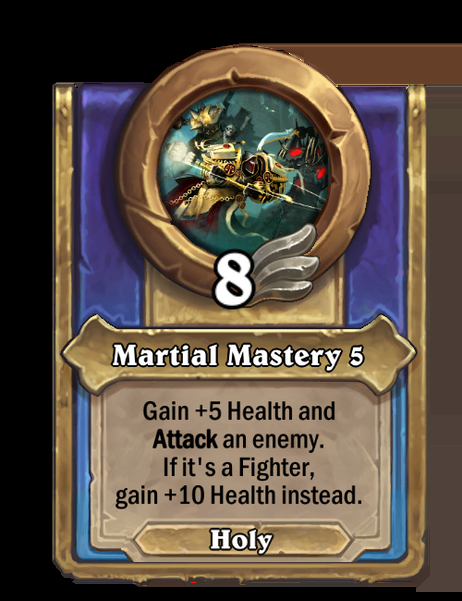 8
Martial Mastery 5
Gain +5 Health and
Attack an enemy.
If it's a Fighter,
gain +10 Health instead.
Holy